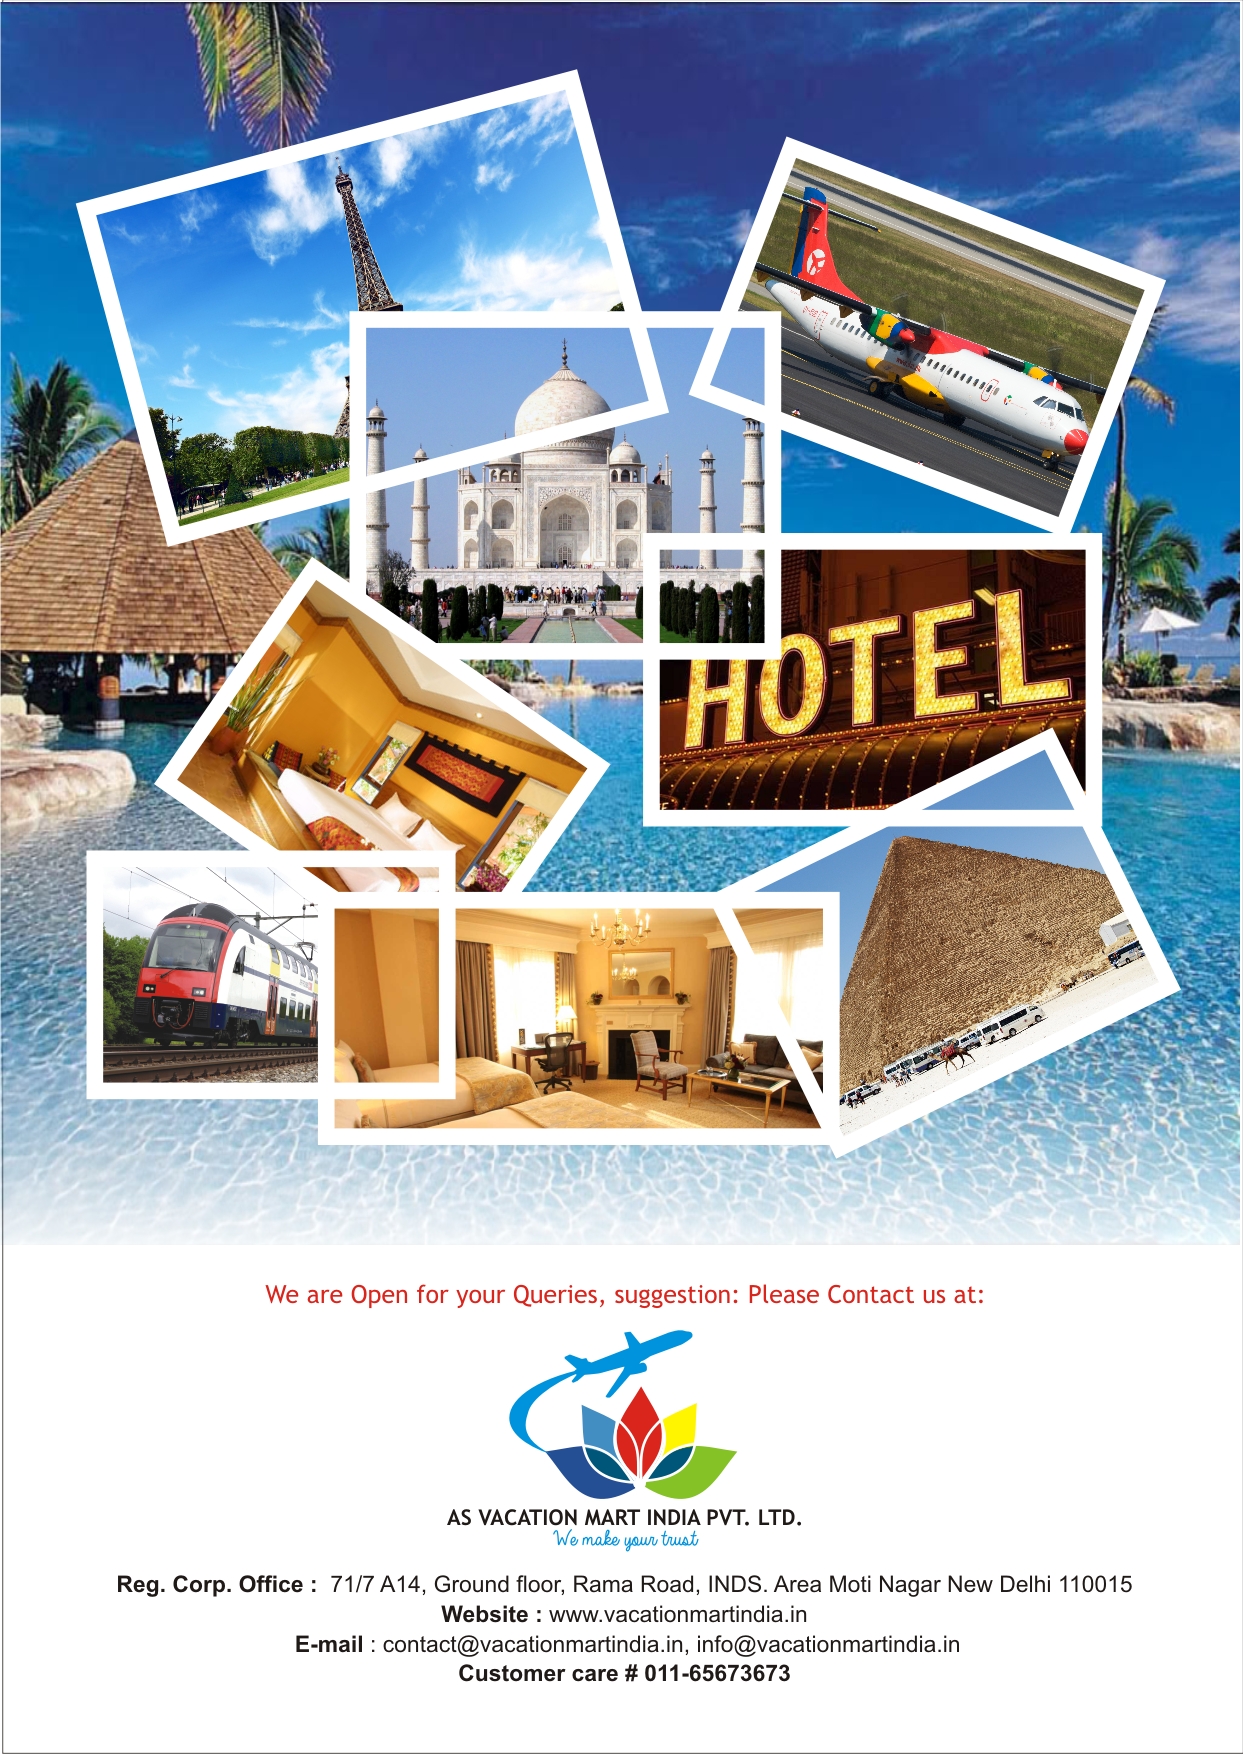 HOTEL
We are Open for your Queries, suggestion: Please Contact us at:
AS VACATION MART INDIA PVT. LTD.
We make your trust
Reg. Corp. Office :  71/7 A14, Ground floor, Rama Road, INDS. Area Moti Nagar New Delhi 110015
Website : www.vacationmartindia.in
E-mail : contact@vacationmartindia.in, info@vacationmartindia.in
Customer care # 011-65673673